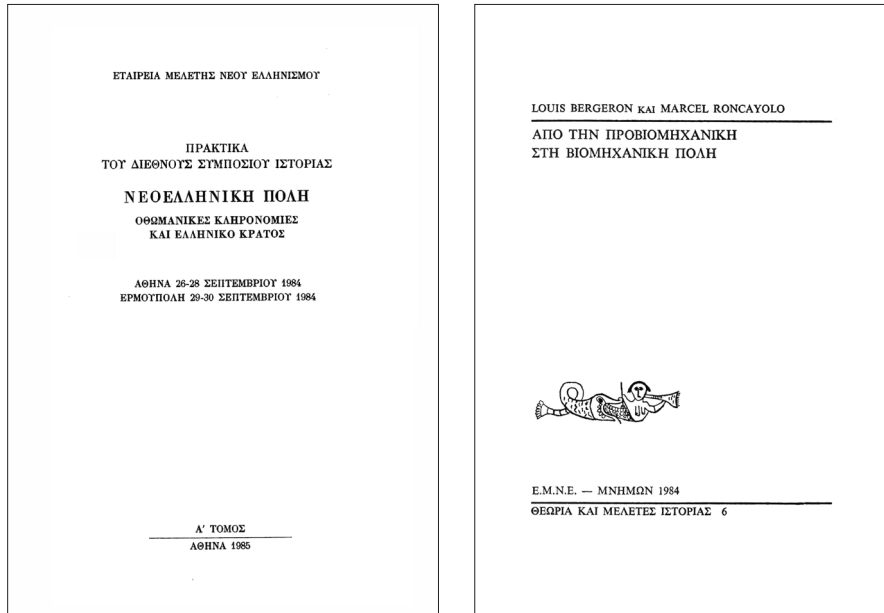 ΕΤΑΙΡΕΙΑ ΜΕΛΕΤΗΣ ΝΕΟΥ ΕΛΛΗΝΙΣΜΟΥ
ΠΡΑΚΤΙΚΑ
ΤΟΥ ΔΙΕΘΝΟΥΣ ΣΥΜΠΟΣΙΟΥ ΙΣΤΟΡΙΑΣ
ΝΕΟΕΛΛΗΝΙΚΗ ΠΟΛΗ
ΟΘΩΜΑΝΙΚΕΣ ΚΛΗΡΟΝΟΜΙΕΣ
ΚΑΙ ΕΛΛΗΝΙΚΟ ΚΡΑΤΟΣ
ΑΘΗΝΑ 26-28 ΣΕΠΤΕΜΒΡΙΟΥ 1984
ΕΡΜΟΥΠΟΛΗ 29-30 ΣΕΠΤΕΜΒΡΙΟΥ 1984
Α' ΤΟΜΟΣ
ΑΘΗΝΑ 1985
LOUIS BERGERON ΚΑΙ MARCEL RONCAYOLO
ΑΠΟ ΤΗΝ ΠΡΟΒΙΟΜΗΧΑΝΙΚΗ
ΣΤΗ ΒΙΟΜΗΧΑΝΙΚΗ ΠΟΛΗ
Ε.Μ.Ν.Ε. — ΜΝΗΜΩΝ 1984
ΘΕΩΡΙΑ ΚΑΙ ΜΕΛΕΤΕΣ ΙΣΤΟΡΙΑΣ 6